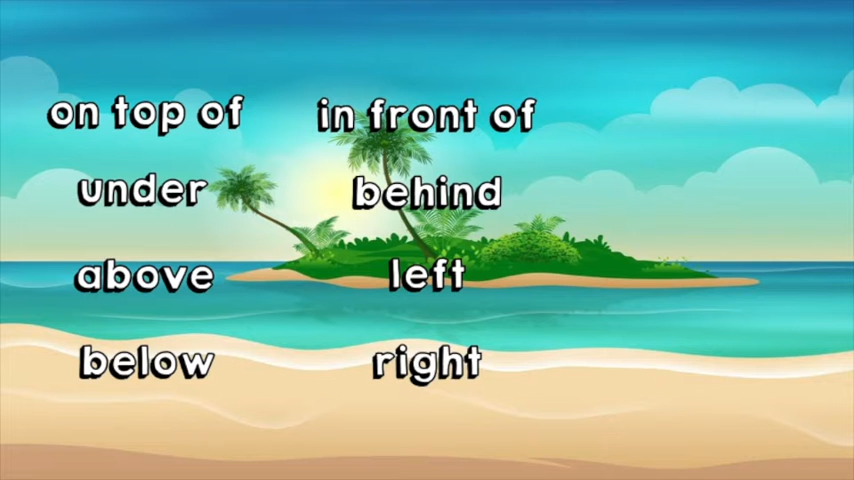 on top of
under
above
below
in front of
behind
left
right